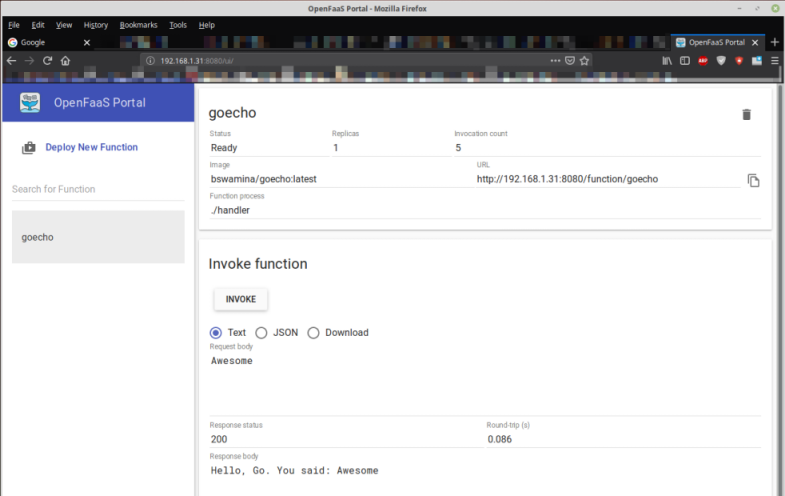 OpenFaaS Portal - Mozilla Firefox
File Edit View History Bookmarks Tools Help
Google
OpenFaaS Portal
192.168.1.31:8080/ui/
ABP
OpenFaaS Portal
Deploy New Function
Search for Function
goecho
goecho
Status Replicas Invocation count
Ready 1 5
Image URL
bswamina/goecho:latest http://192.168.1.31:8080/function/goecho
Function process
./handler
Invoke function
INVOKE
Text JSON Download
Request body
Awesome
Response status Round-trip (s)
200 0.086
Response body
Hello, Go. You said: Awesome